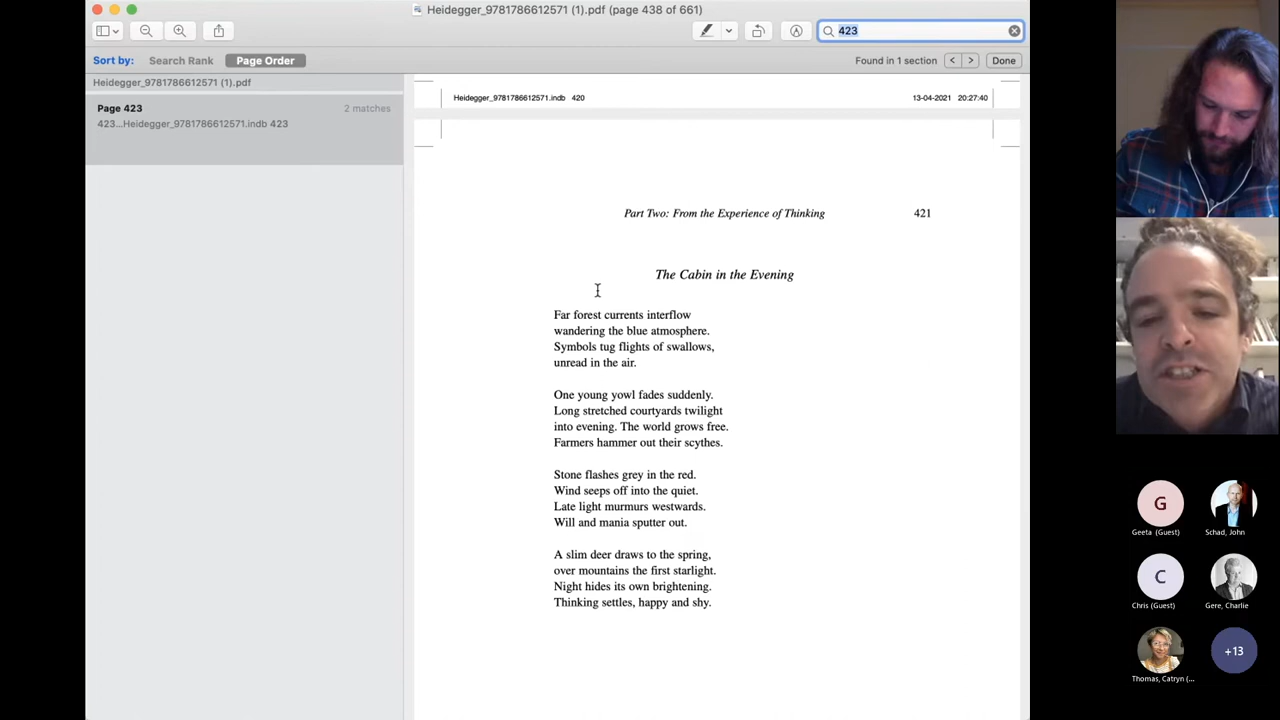 Heidegger_9781786612571 (1).pdf (page 438 of 661)
423
Sort by:
Search Rank
Page Order
Found in 1 section
Done
Heidegger_9781786612571 (1).pdf
Page 423
2 matches
423...Heidegger_9781786612571.indb 423
Heidegger_9781786612571.indb 420
13-04-2021 20:27:40
Part Two: From the Experience of Thinking
421
The Cabin in the Evening
Far forest currents interflow
wandering the blue atmosphere.
Symbols tug flights of swallows,
unread in the air.
One young yowl fades suddenly.
Long stretched courtyards twilight
into evening. The world grows free.
Farmers hammer out their scythes.
Stone flashes grey in the red.
Wind seeps off into the quiet.
Late light murmurs westwards.
Will and mania sputter out.
A slim deer draws to the spring,
over mountains the first starlight.
Night hides its own brightening.
Thinking settles, happy and shy.
G
Geeta (Guest)
Schad, John
C
Chris (Guest)
Gere, Charlie
Thomas, Catryn (...
+13